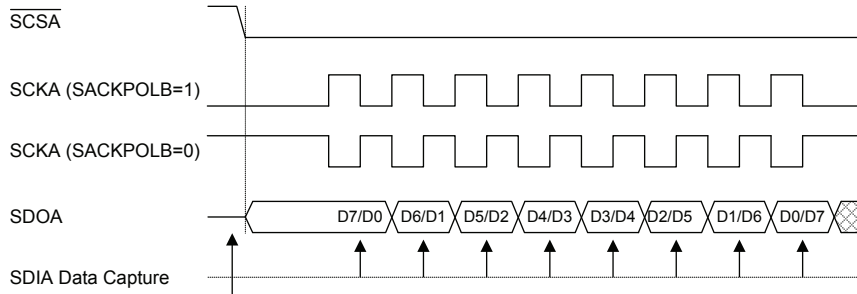 SCSA
SCKA (SACKPOLB=1)
SCKA (SACKPOLB=0)
SDOA D7/D0 D6/D1 D5/D2 D4/D3 D3/D4 D2/D5 D1/D6 D0/D7
SDIA Data Capture